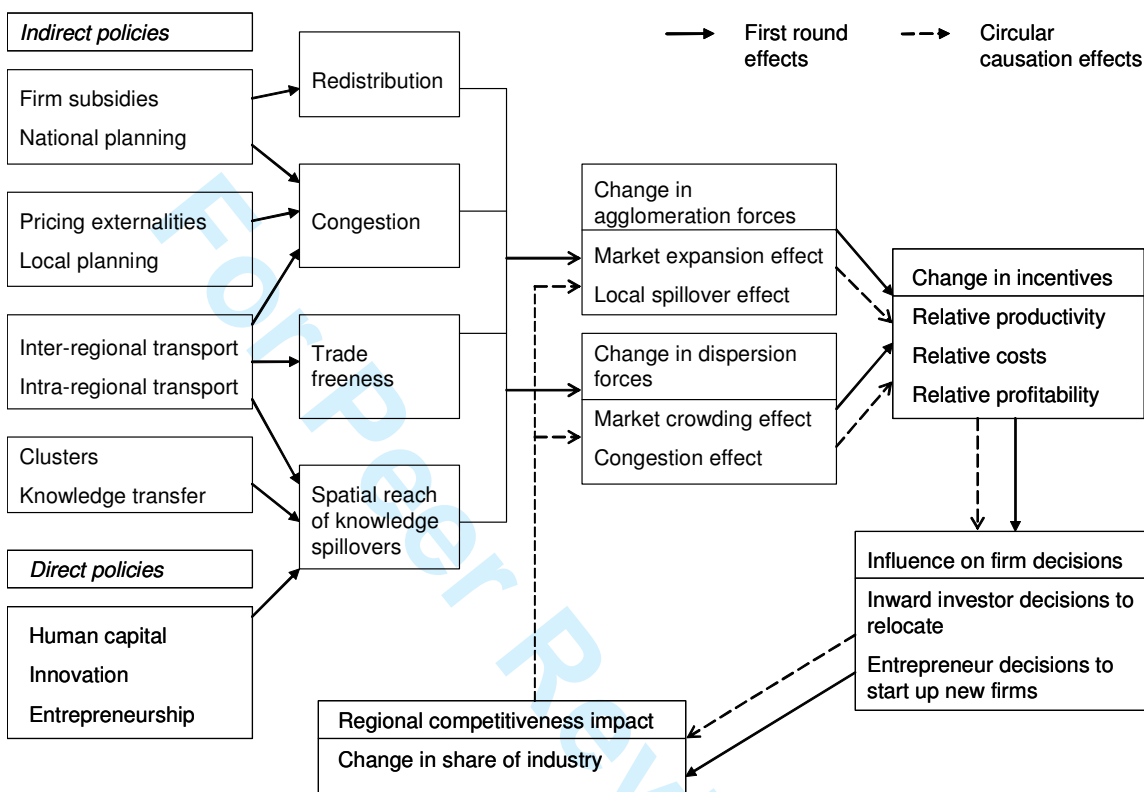 Indirect policies
First round
effects
Circular
causation effects
Firm subsidies
National planning
Redistribution
Pricing externalities
Local planning
Congestion
Inter-regional transport
Intra-regional transport
Trade
freeness
Clusters
Knowledge transfer
Spatial reach
of knowledge
spillovers
Direct policies
Human capital
Innovation
Entrepreneurship
Change in
agglomeration forces
Market expansion effect
Local spillover effect
Change in dispersion
forces
Market crowding effect
Congestion effect
Change in incentives
Relative productivity
Relative costs
Relative profitability
Influence on firm decisions
Inward investor decisions to
relocate
Entrepreneur decisions to
start up new firms
Regional competitiveness impact
Change in share of industry
For Peer Revi